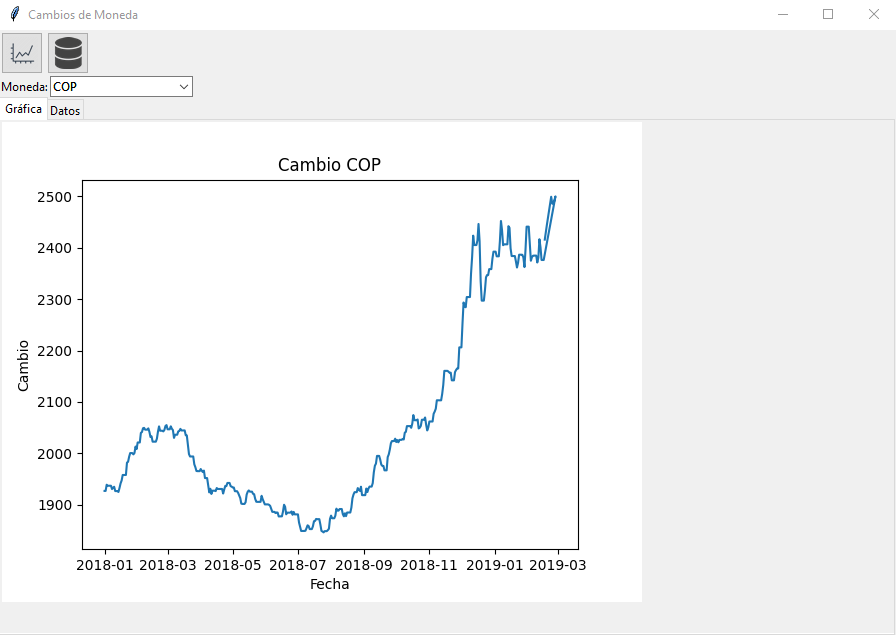 Cambios de Moneda
Moneda: COP
Gráfica Datos
Cambio COP
2500
2400
2300
2200
2100
2000
1900
Cambio
2018-01 2018-03 2018-05 2018-07 2018-09 2018-11 2019-01 2019-03
Fecha